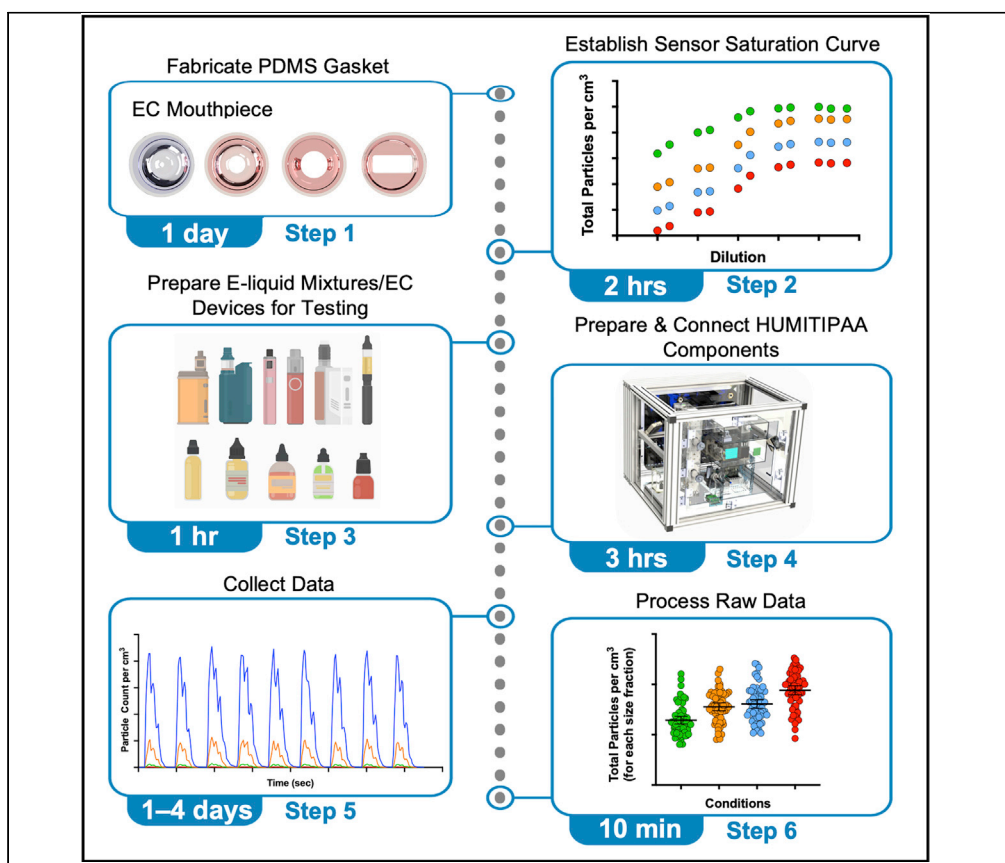 Fabricate PDMS Gasket
EC Mouthpiece
1 day
Step 1
Establish Sensor Saturation Curve
Total Particles per cm³
Dilution
2 hrs
Step 2
Prepare E-liquid Mixtures/EC
Devices for Testing
1 hr
Step 3
Prepare & Connect HUMITIPAA
Components
3 hrs
Step 4
Collect Data
Particle Count per cm³
Time (sec)
1–4 days
Step 5
Process Raw Data
Total Particles per cm³
(for each size fraction)
Conditions
10 min
Step 6